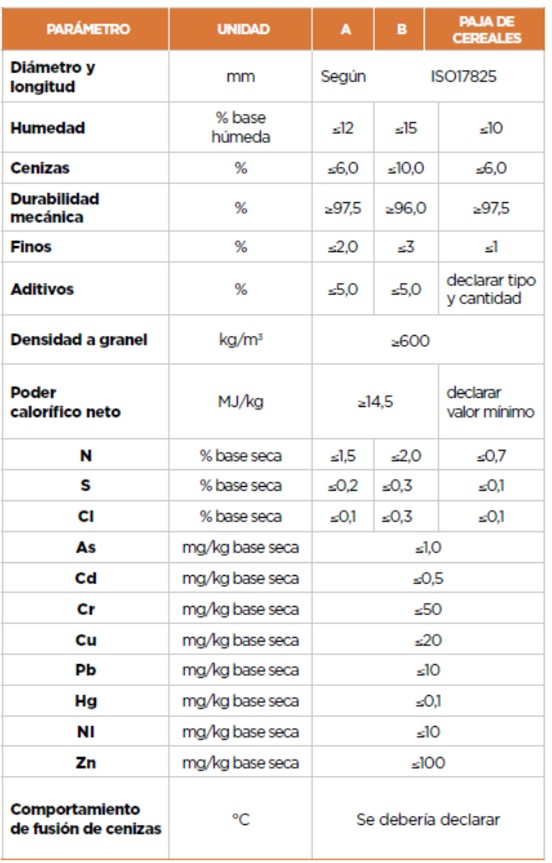 PARÁMETRO UNIDAD A B PAJA DE CEREALES
Diámetro y longitud mm Según ISO17825
Humedad % base húmeda ≤12 ≤15 ≤10
Cenizas % ≤6,0 ≤10,0 ≤6,0
Durabilidad mecánica % ≥97,5 ≥96,0 ≥97,5
Finos % ≤2,0 ≤3 ≤1
Aditivos % ≤5,0 ≤5,0 declarar tipo y cantidad
Densidad a granel kg/m³ ≥600
Poder calorífico neto MJ/kg ≥14,5 declarar valor mínimo
N % base seca ≤1,5 ≤2,0 ≤0,7
S % base seca ≤0,2 ≤0,3 ≤0,1
Cl % base seca ≤0,1 ≤0,3 ≤0,1
As mg/kg base seca ≤1,0
Cd mg/kg base seca ≤0,5
Cr mg/kg base seca ≤50
Cu mg/kg base seca ≤20
Pb mg/kg base seca ≤10
Hg mg/kg base seca ≤0,1
NI mg/kg base seca ≤10
Zn mg/kg base seca ≤100
Comportamiento de fusión de cenizas °C Se debería declarar